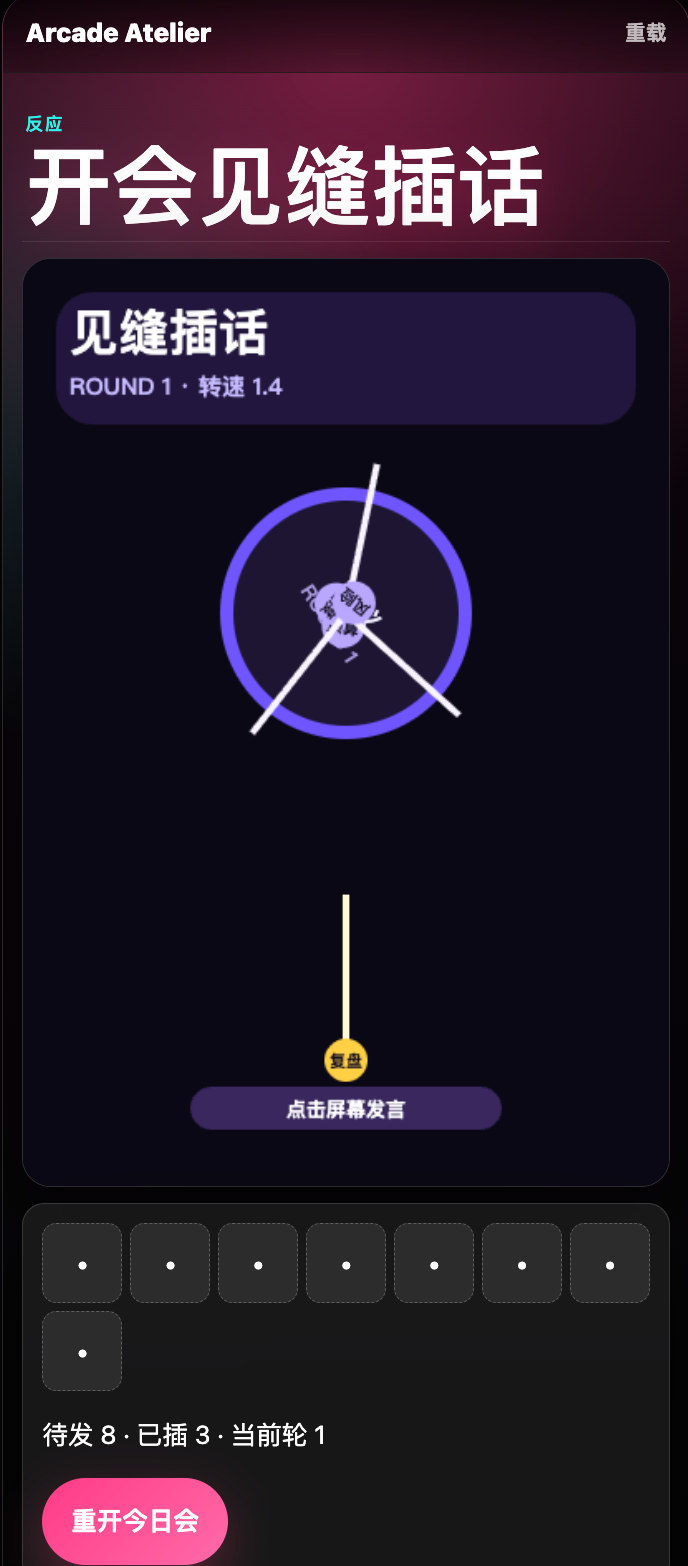 Arcade Atelier
重载
反应
开会见缝插话
见缝插话
ROUND 1 · 转速 1.4
风险
复盘
点击屏幕发言
待发 8 · 已插 3 · 当前轮 1
重开今日会